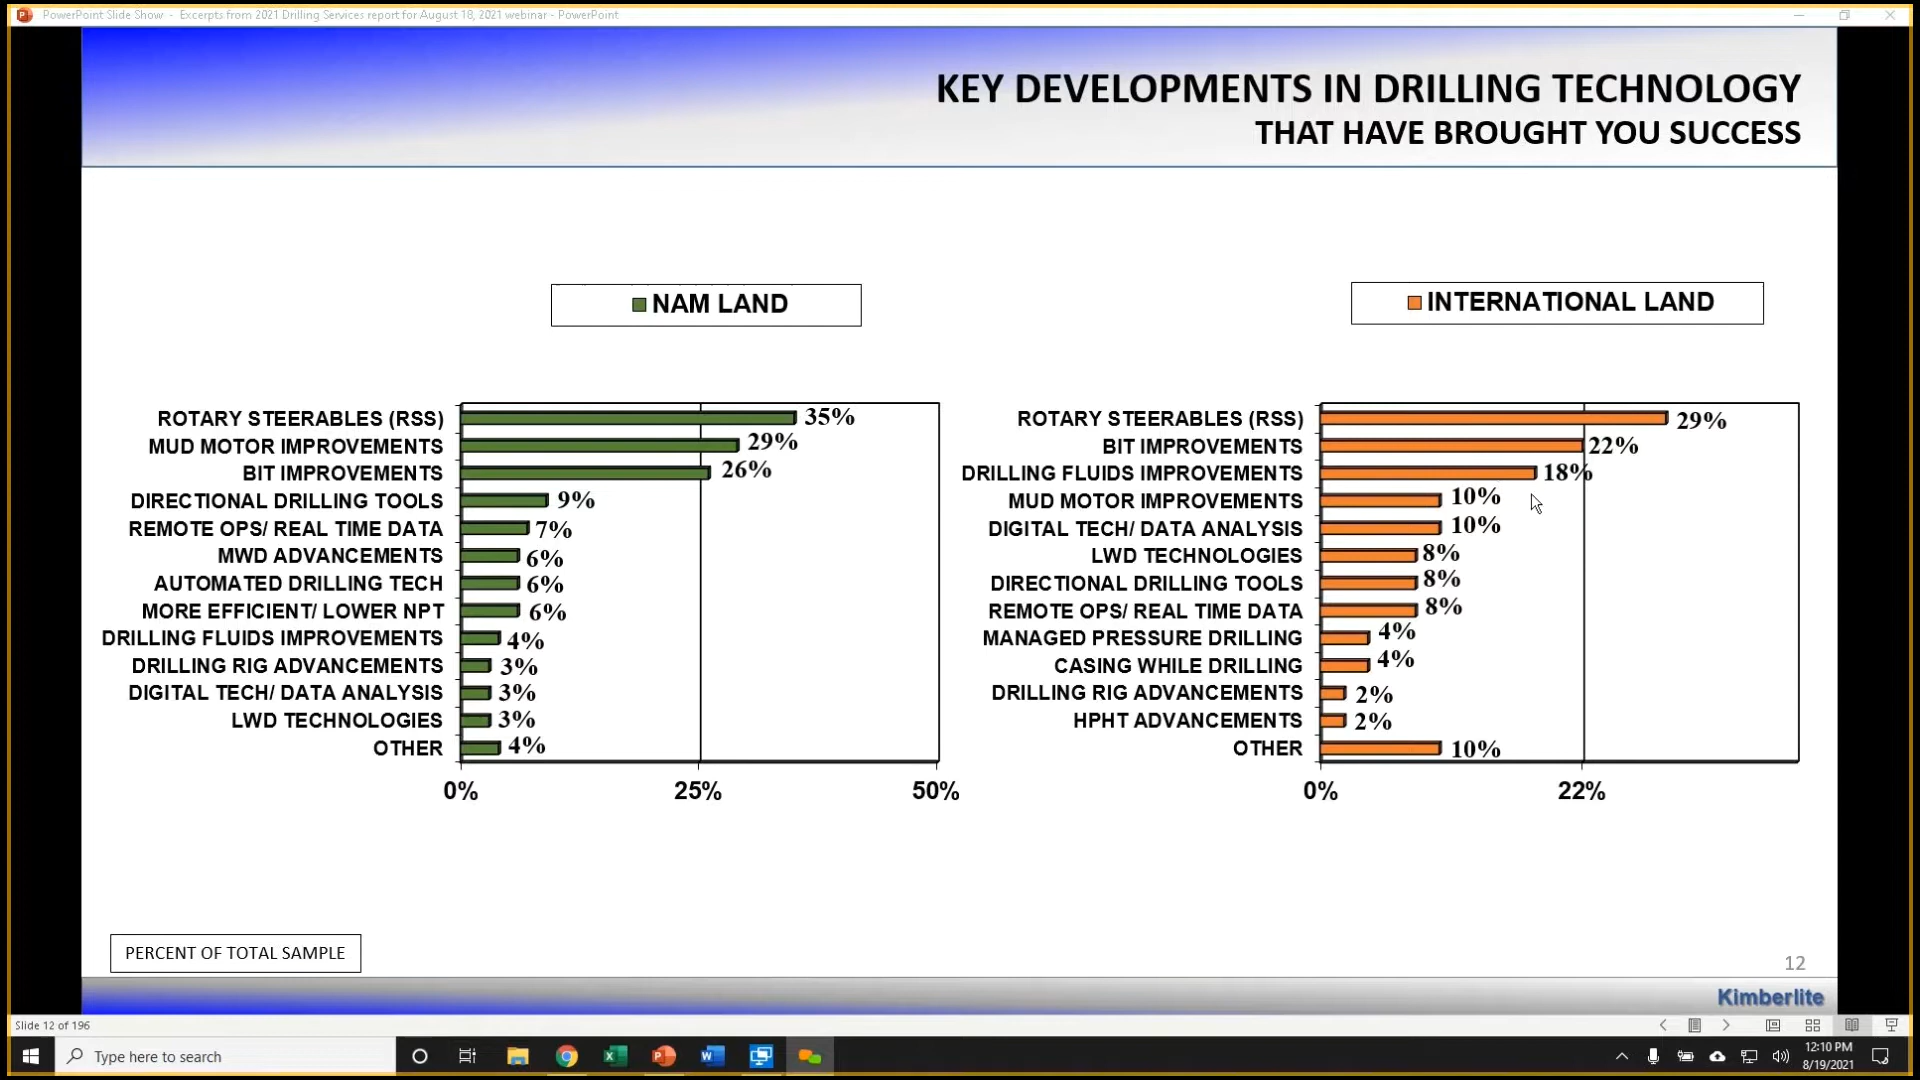 PowerPoint Slide Show - Excerpts from 2021 Drilling Services report for August 18, 2021 webinar - PowerPoint
KEY DEVELOPMENTS IN DRILLING TECHNOLOGY
THAT HAVE BROUGHT YOU SUCCESS
NAM LAND
ROTARY STEERABLES (RSS) 35%
MUD MOTOR IMPROVEMENTS 29%
BIT IMPROVEMENTS 26%
DIRECTIONAL DRILLING TOOLS 9%
REMOTE OPS/ REAL TIME DATA 7%
MWD ADVANCEMENTS 6%
AUTOMATED DRILLING TECH 6%
MORE EFFICIENT/ LOWER NPT 6%
DRILLING FLUIDS IMPROVEMENTS 4%
DRILLING RIG ADVANCEMENTS 3%
DIGITAL TECH/ DATA ANALYSIS 3%
LWD TECHNOLOGIES 3%
OTHER 4%
0% 25% 50%
INTERNATIONAL LAND
ROTARY STEERABLES (RSS) 29%
BIT IMPROVEMENTS 22%
DRILLING FLUIDS IMPROVEMENTS 18%
MUD MOTOR IMPROVEMENTS 10%
DIGITAL TECH/ DATA ANALYSIS 10%
LWD TECHNOLOGIES 8%
DIRECTIONAL DRILLING TOOLS 8%
REMOTE OPS/ REAL TIME DATA 8%
MANAGED PRESSURE DRILLING 4%
CASING WHILE DRILLING 4%
DRILLING RIG ADVANCEMENTS 2%
HPHT ADVANCEMENTS 2%
OTHER 10%
0% 22%
PERCENT OF TOTAL SAMPLE
12
Kimberlite
Slide 12 of 196
Type here to search
12:10 PM
8/19/2021